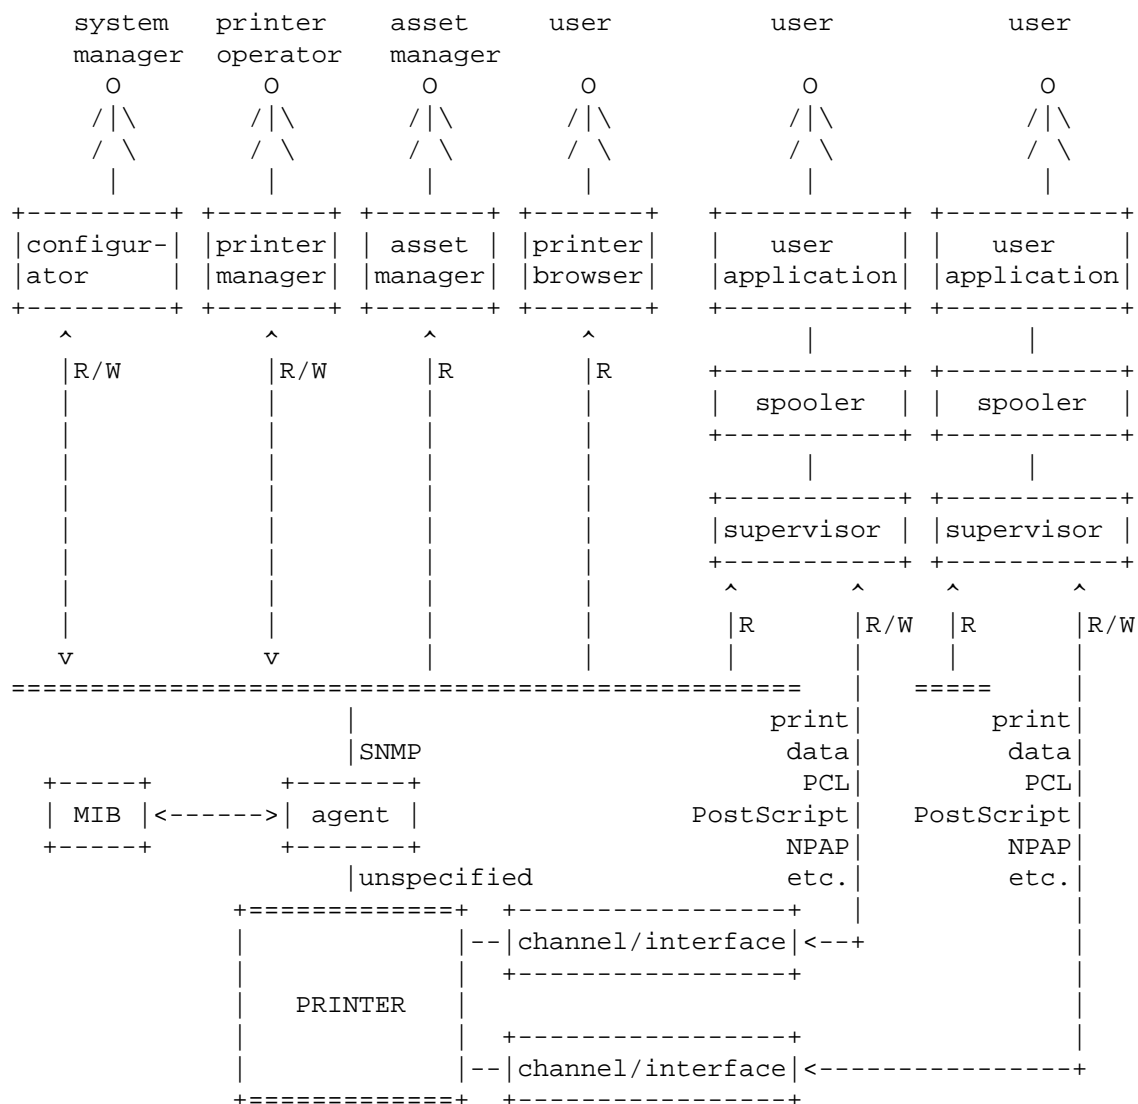 system printer asset user user user
manager operator manager
configur- printer asset printer user user
ator manager manager browser application application
R/W R/W R R
spooler spooler
supervisor supervisor
R R/W R R/W
print print
SNMP data data
PCL PCL
MIB agent PostScript PostScript
NPAP NPAP
unspecified etc. etc.
channel/interface
PRINTER
channel/interface